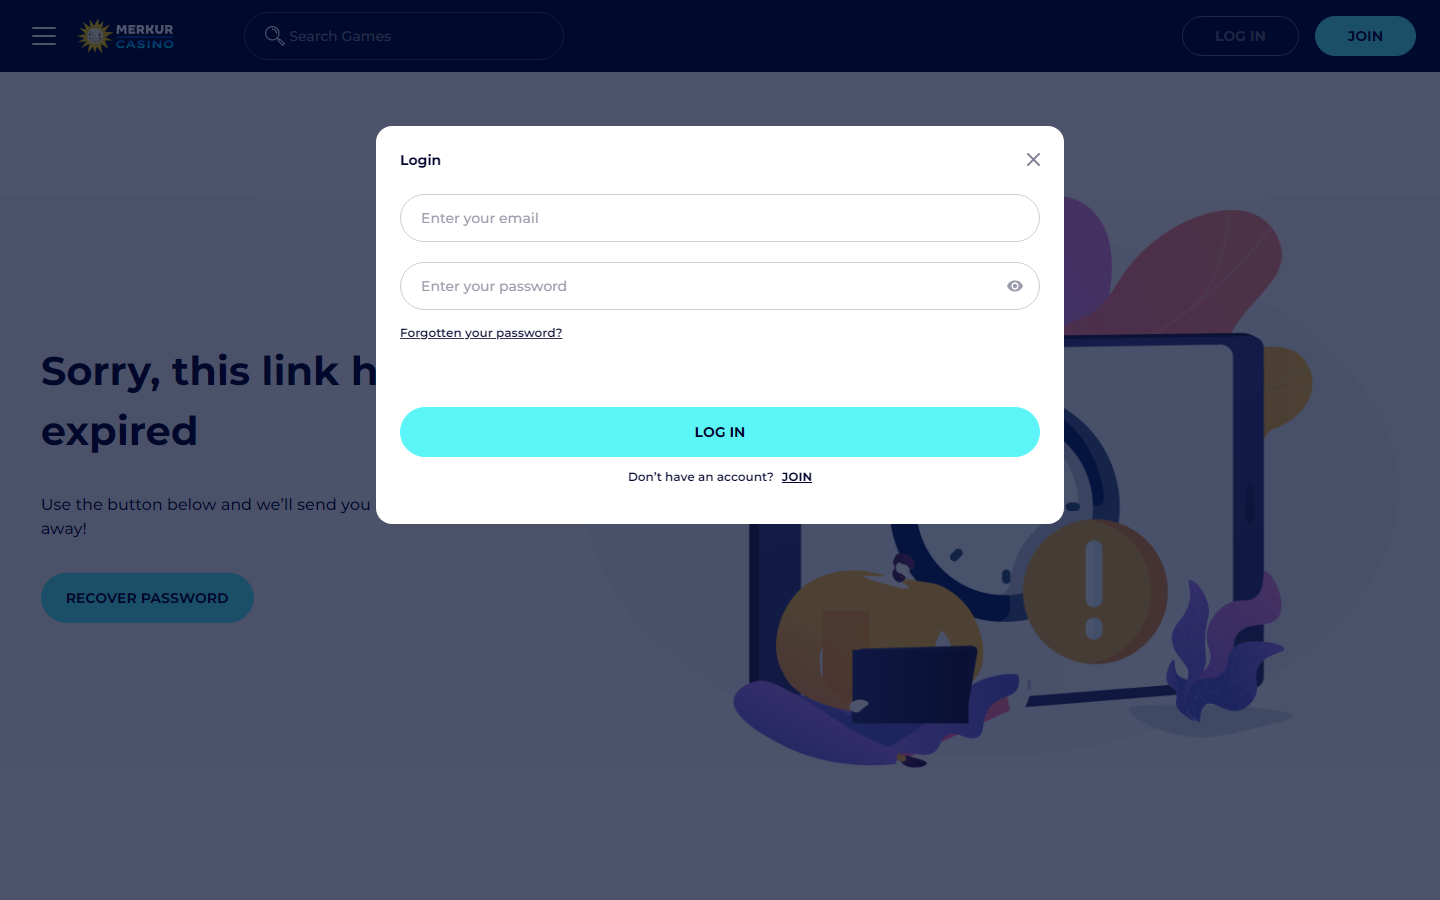 MERKUR
CASINO
Search Games
LOG IN
JOIN
Login
Enter your email
Enter your password
Forgotten your password?
LOG IN
Don't have an account? JOIN
Sorry, this link h
expired
Use the button below and we'll send you
away!
RECOVER PASSWORD